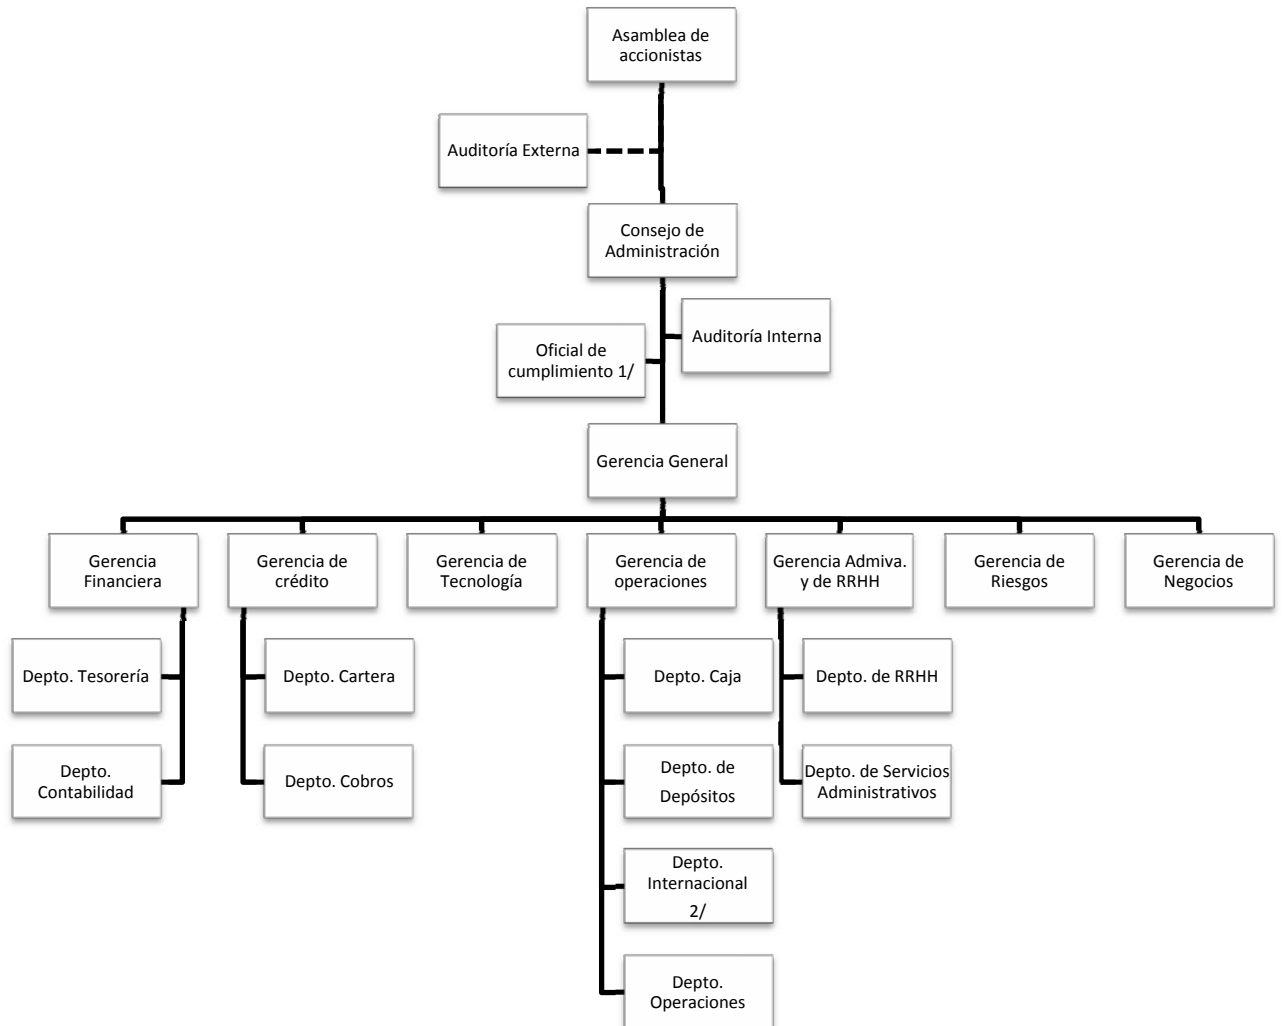 Asamblea de
accionistas
Auditoría Externa
Consejo de
Administración
Auditoría Interna
Oficial de
cumplimiento 1/
Gerencia General
Gerencia
Financiera
Gerencia de
crédito
Gerencia de
Tecnología
Gerencia de
operaciones
Gerencia Admiva.
y de RRHH
Gerencia de
Riesgos
Gerencia de
Negocios
Depto. Tesorería
Depto. Cartera
Depto. Caja
Depto. de RRHH
Depto.
Contabilidad
Depto. Cobros
Depto. de
Depósitos
Depto. de Servicios
Administrativos
Depto.
Internacional
2/
Depto.
Operaciones